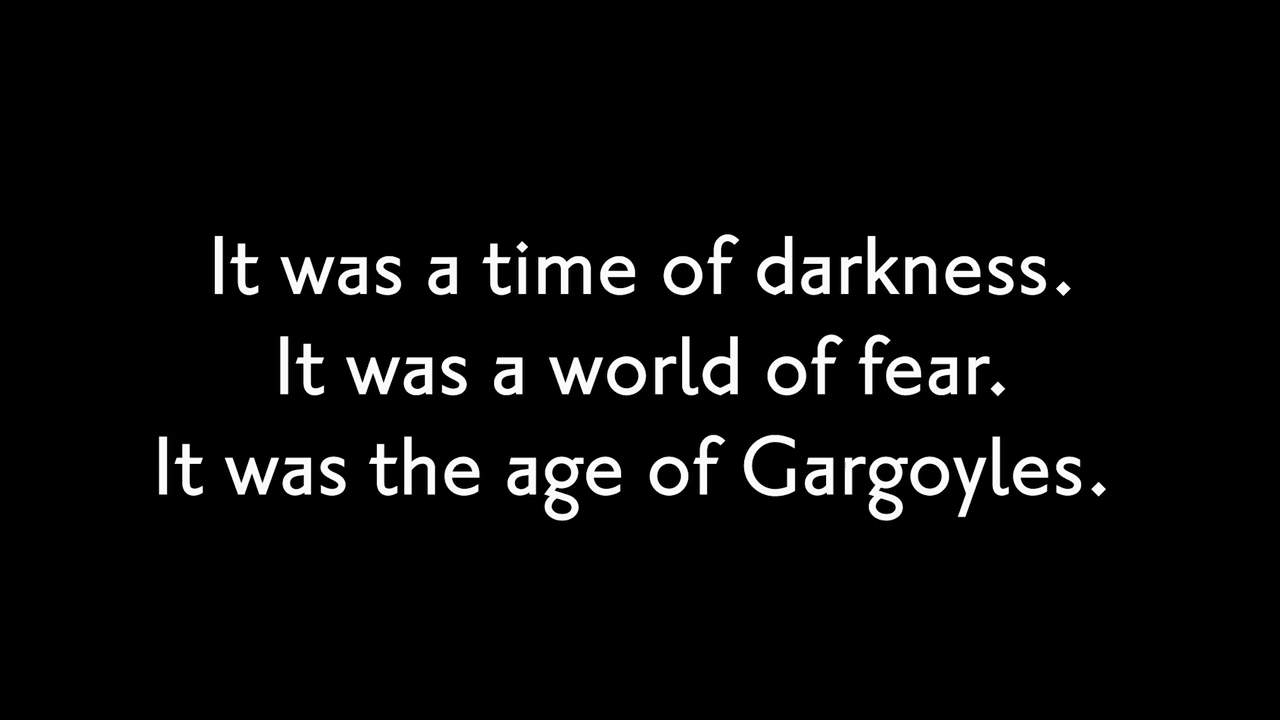 It was a time of darkness.
It was a world of fear.
It was the age of Gargoyles.